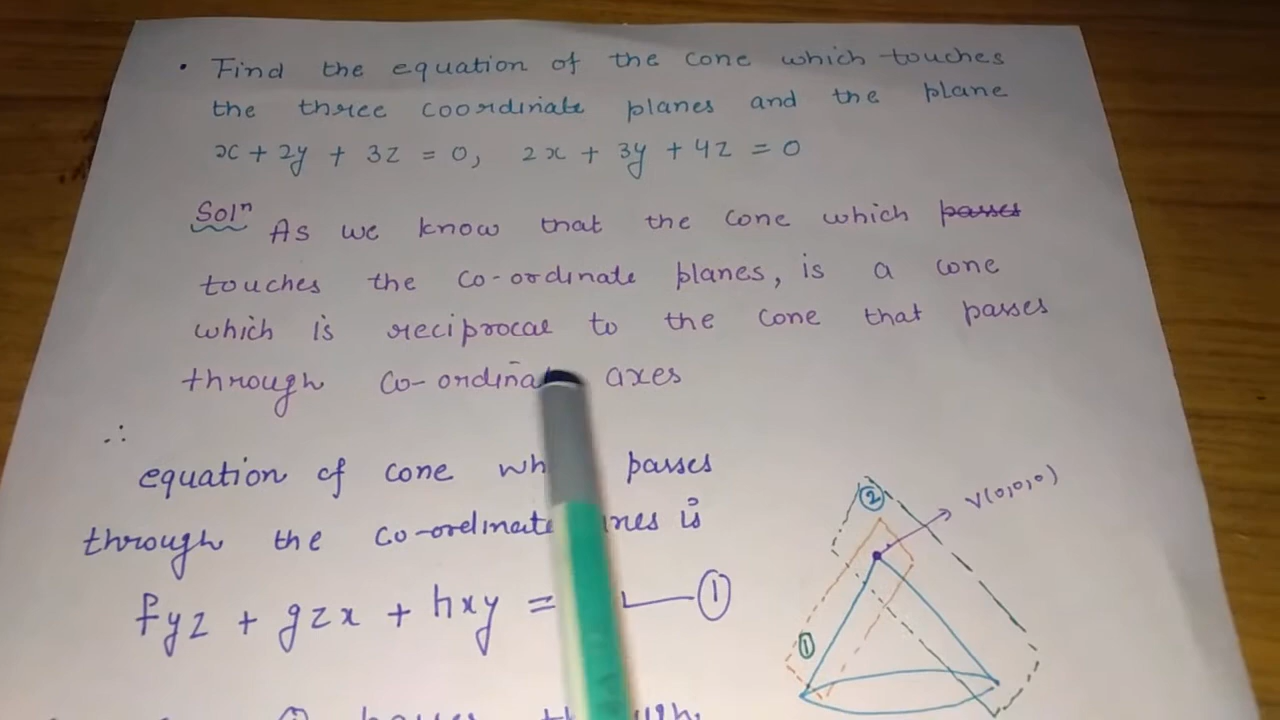 • Find the equation of the cone which touches
the three coordinate planes and the plane
x + 2y + 3z = 0, 2x + 3y + 4z = 0
Solⁿ As we know that the cone which passes
touches the co-ordinate planes, is a cone
which is reciprocal to the cone that passes
through co-ordinat axes
∴
equation of cone wh passes
through the co-ordinate ines is
fyz + gzx + hxy = ①
② V(0,0,0)
①